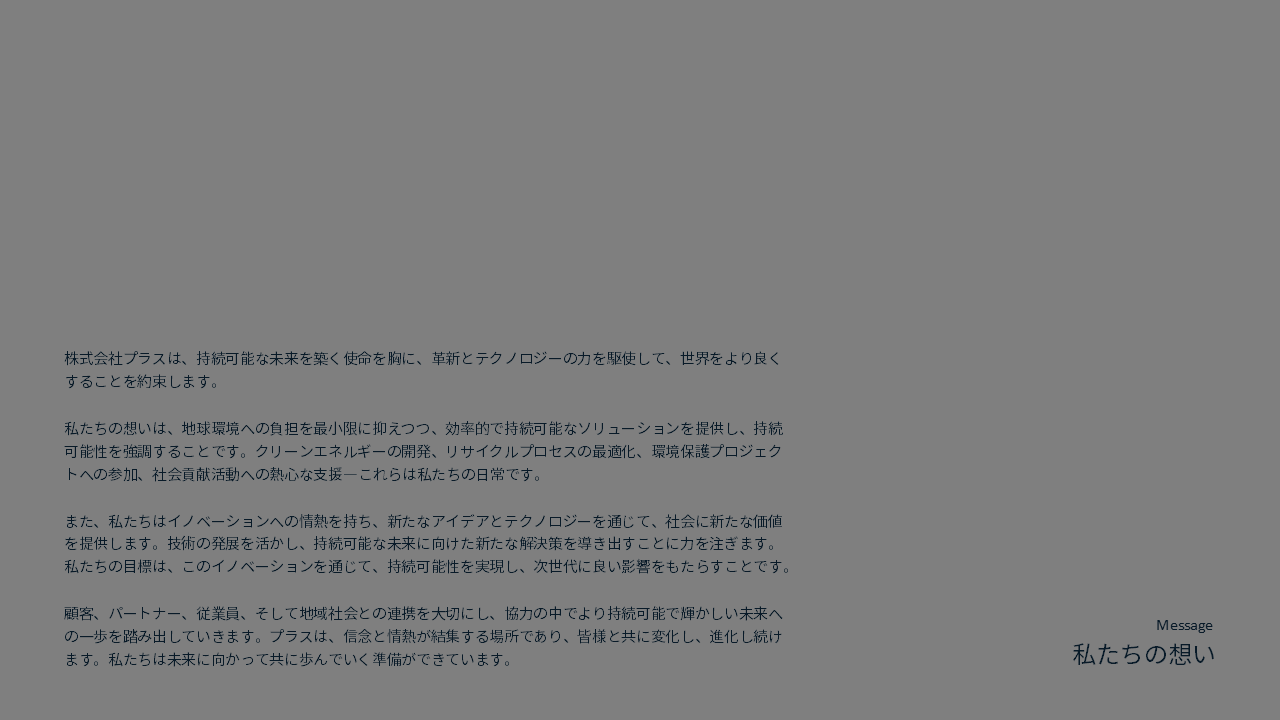 株式会社プラスは、持続可能な未来を築く使命を胸に、革新とテクノロジーの力を駆使して、世界をより良く
することを約束します。
私たちの想いは、地球環境への負担を最小限に抑えつつ、効率的で持続可能なソリューションを提供し、持続
可能性を強調することです。クリーンエネルギーの開発、リサイクルプロセスの最適化、環境保護プロジェク
トへの参加、社会貢献活動への熱心な支援—これらは私たちの日常です。
また、私たちはイノベーションへの情熱を持ち、新たなアイデアとテクノロジーを通じて、社会に新たな価値
を提供します。技術の発展を活かし、持続可能な未来に向けた新たな解決策を導き出すことに力を注ぎます。
私たちの目標は、このイノベーションを通じて、持続可能性を実現し、次世代に良い影響をもたらすことです。
顧客、パートナー、従業員、そして地域社会との連携を大切にし、協力の中でより持続可能で輝かしい未来へ
の一歩を踏み出していきます。プラスは、信念と情熱が結集する場所であり、皆様と共に変化し、進化し続け
ます。私たちは未来に向かって共に歩んでいく準備ができています。
Message
私たちの想い